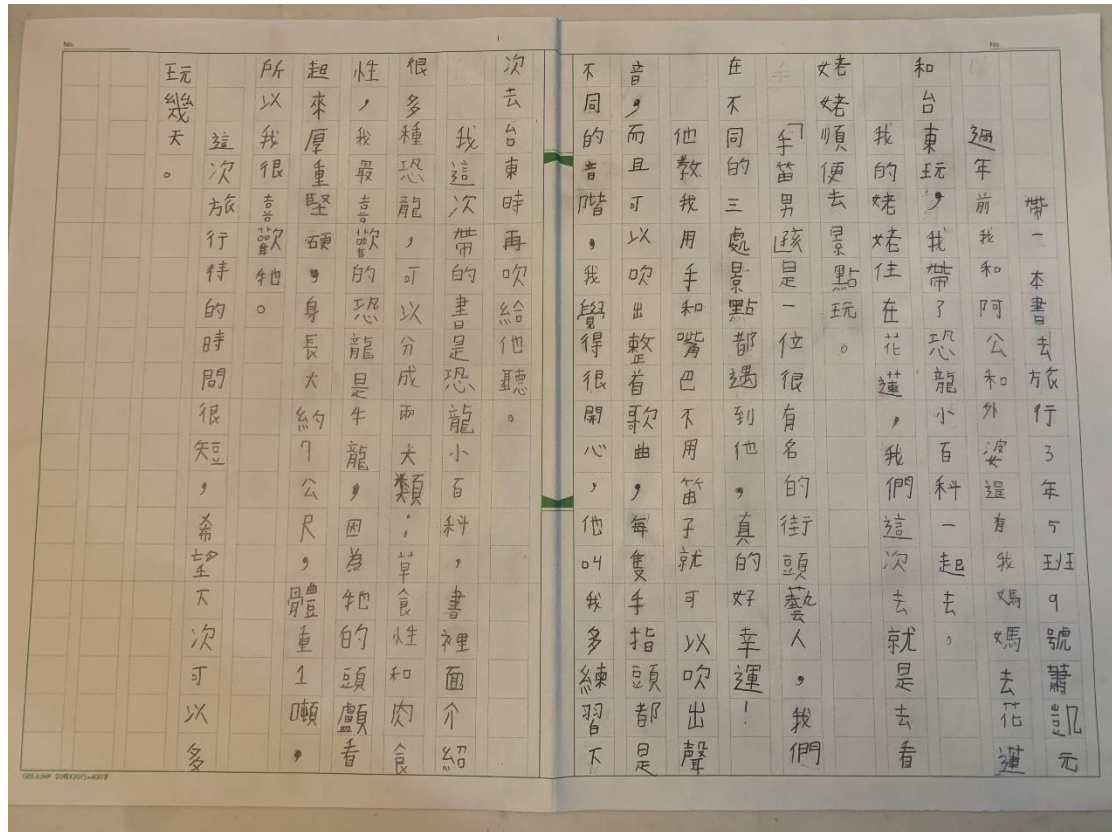 No.
帶一本書去旅行3年5班9號蕭凱元
過年前我和阿公和外婆還有我媽媽去花蓮
和台東玩，我帶了恐龍小百科一起去。
我的姥姥住在花蓮，我們這次去就是去看
姥姥順便去景點玩。
「手笛男孩是一位很有名的街頭藝人，我們
在不同的三處景點都遇到他，真的好幸運！
他教我用手和嘴巴不用笛子就可以吹出聲
音，而且可以吹出整首歌曲，每隻手指頭都是
不同的音階，我覺得很開心，他叫我多練習下
次去台東時再吹給他聽。
我這次帶的書是恐龍小百科，書裡面介紹
很多種恐龍，可以分成兩大類：草食性和肉食
性，我最喜歡的恐龍是牛龍，因為牠的頭顱看
起來厚重堅硬，身長大約7公尺，體重1噸，
所以我很喜歡牠。
這次旅行待的時間很短，希望下次可以多
玩幾天。
No.
1
20格X20行=400字